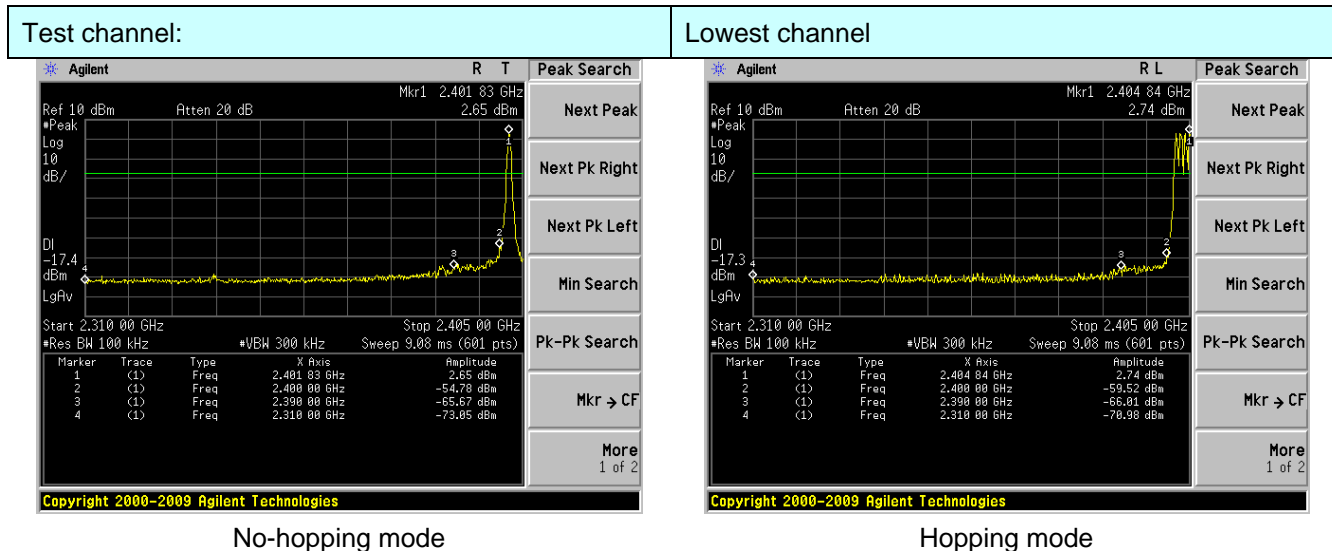 Test channel: Lowest channel
Agilent R T Peak Search
Mkr1 2.401 83 GHz
Ref 10 dBm Atten 20 dB 2.65 dBm
#Peak
Log
10
dB/
1
2
3
4
DI
-17.4
dBm
LgAv
Start 2.310 00 GHz Stop 2.405 00 GHz
#Res BW 100 kHz #VBW 300 kHz Sweep 9.08 ms (601 pts)
Marker Trace Type X Axis Amplitude
1 (1) Freq 2.401 83 GHz 2.65 dBm
2 (1) Freq 2.400 00 GHz -54.78 dBm
3 (1) Freq 2.390 00 GHz -65.67 dBm
4 (1) Freq 2.310 00 GHz -73.05 dBm
Next Peak
Next Pk Right
Next Pk Left
Min Search
Pk-Pk Search
Mkr → CF
More
1 of 2
Copyright 2000-2009 Agilent Technologies
No-hopping mode
Agilent R L Peak Search
Mkr1 2.404 84 GHz
Ref 10 dBm Atten 20 dB 2.74 dBm
#Peak
Log
10
dB/
1
2
3
4
DI
-17.3
dBm
LgAv
Start 2.310 00 GHz Stop 2.405 00 GHz
#Res BW 100 kHz #VBW 300 kHz Sweep 9.08 ms (601 pts)
Marker Trace Type X Axis Amplitude
1 (1) Freq 2.404 84 GHz 2.74 dBm
2 (1) Freq 2.400 00 GHz -59.52 dBm
3 (1) Freq 2.390 00 GHz -66.01 dBm
4 (1) Freq 2.310 00 GHz -70.98 dBm
Next Peak
Next Pk Right
Next Pk Left
Min Search
Pk-Pk Search
Mkr → CF
More
1 of 2
Copyright 2000-2009 Agilent Technologies
Hopping mode